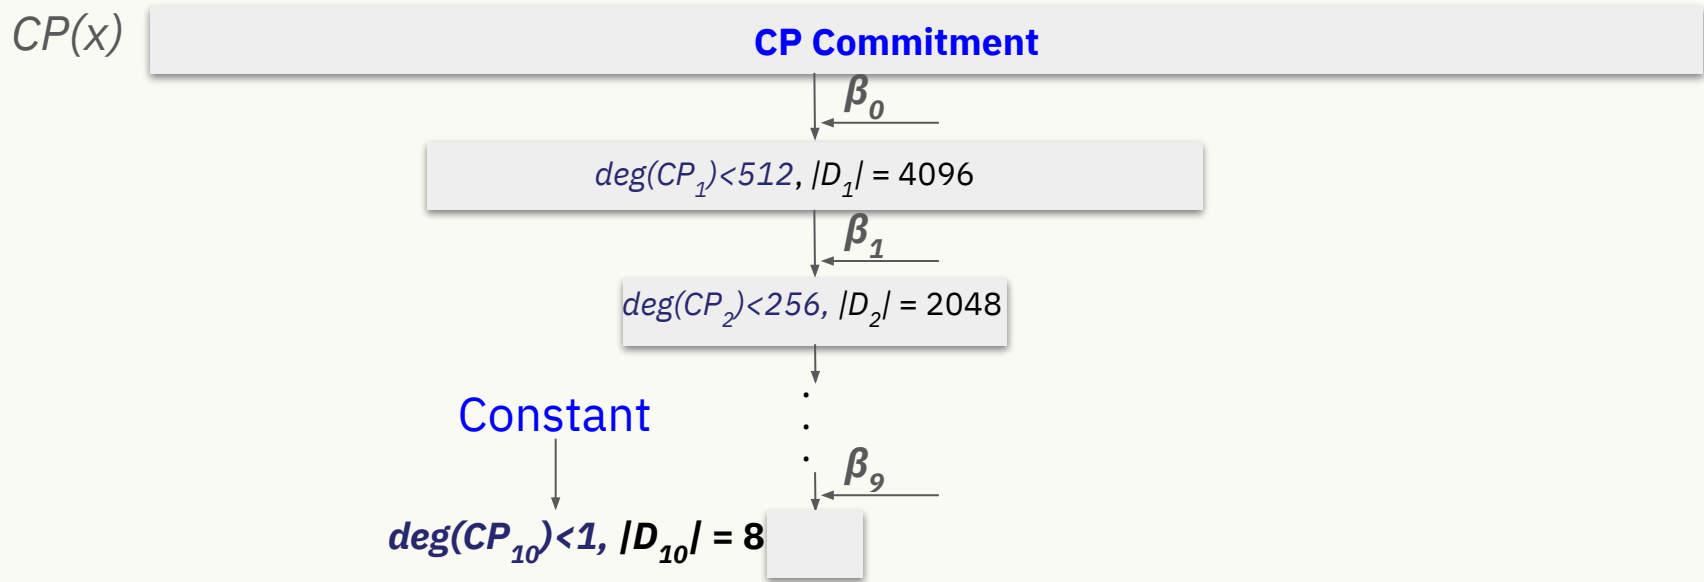 CP(x)
CP Commitment
β₀
deg(CP₁)<512, |D₁| = 4096
β₁
deg(CP₂)<256, |D₂| = 2048
.
.
.
Constant
β₉
deg(CP₁₀)<1, |D₁₀| = 8